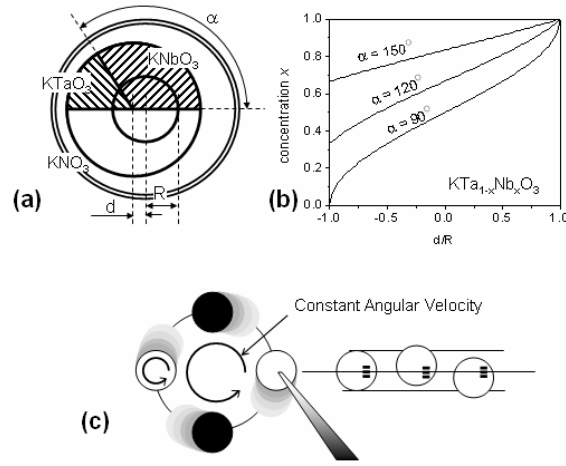 (a)
α
KNbO3
KTaO3
KNO3
R
d
(b)
concentration x
1.0
0.8
0.6
0.4
0.2
0.0
α = 150°
α = 120°
α = 90°
KTa1-xNbxO3
-1.0
-0.5
0.0
0.5
1.0
d/R
(c)
Constant Angular Velocity